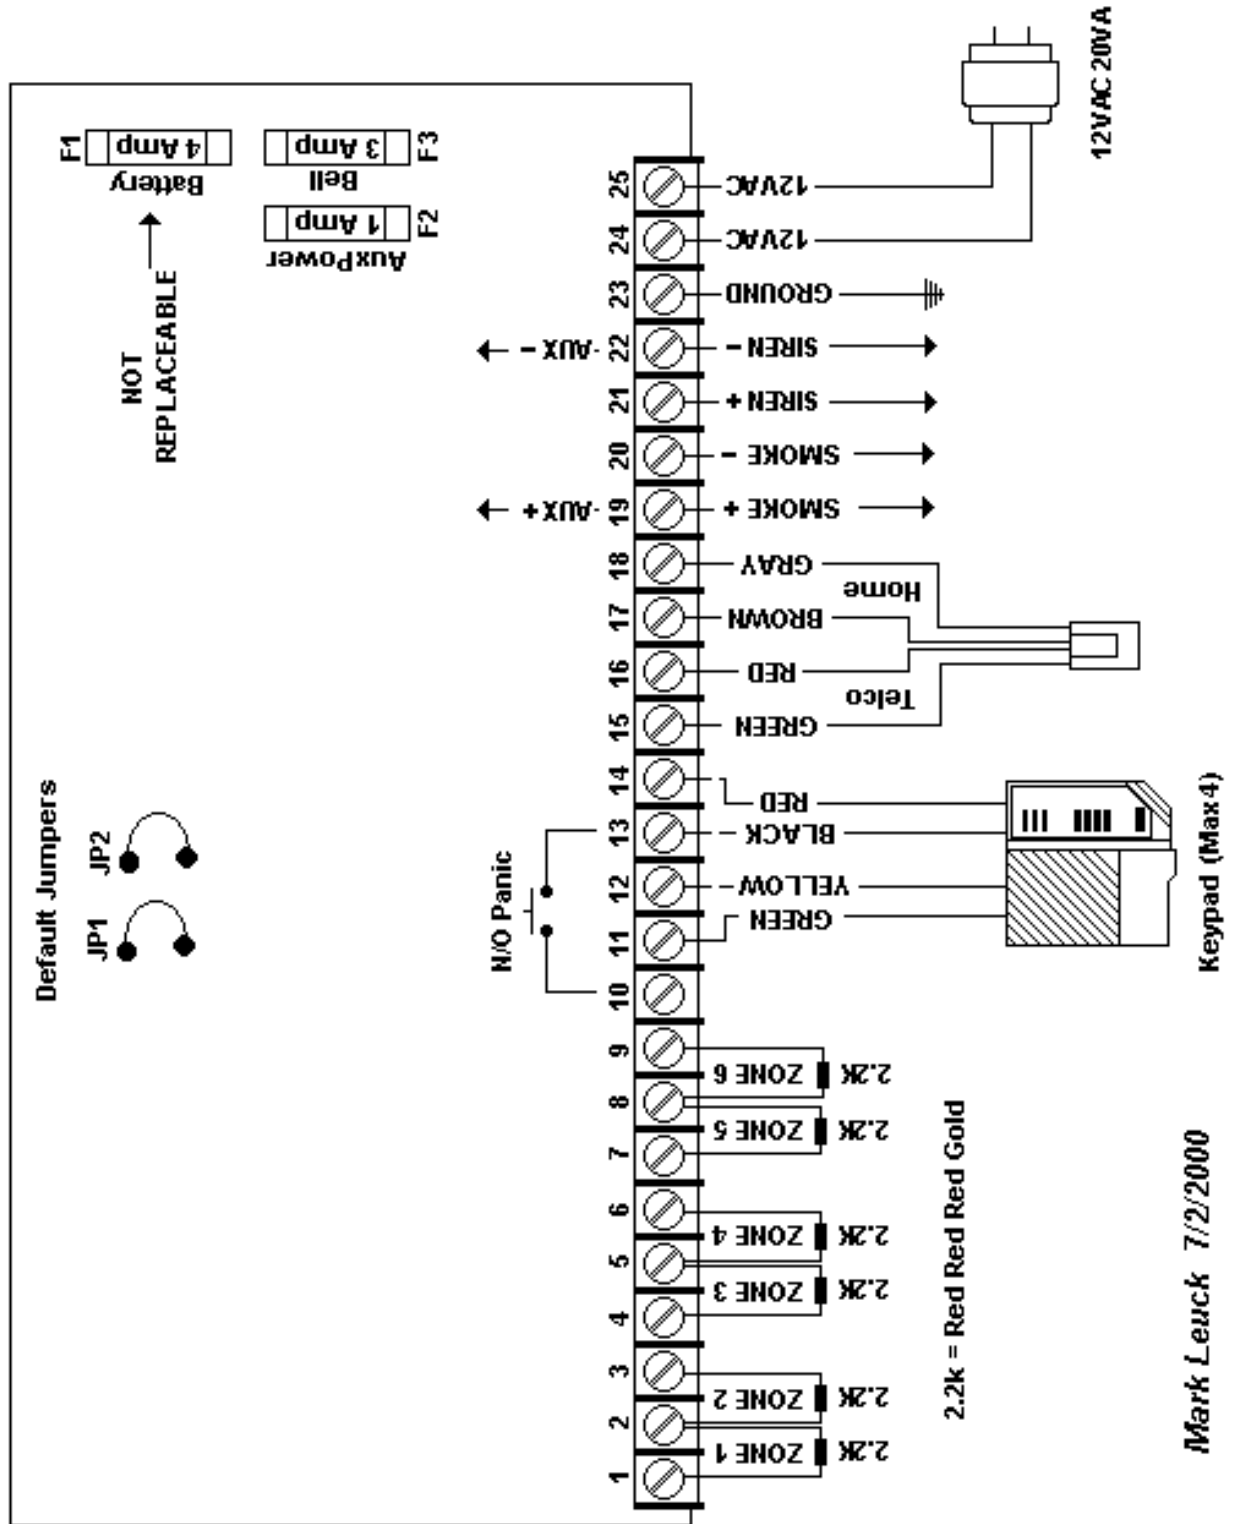 F1
4 Amp
Battery
3 Amp
F3
Bell
1 Amp
F2
AuxPower
NOT
REPLACEABLE
Default Jumpers
JP1
JP2
N/O Panic
AUX -
AUX +
25
12VAC
24
12VAC
23
GROUND
22
SIREN -
21
SIREN +
20
SMOKE -
19
SMOKE +
18
GRAY
17
BROWN
16
RED
15
GREEN
14
RED
13
BLACK
12
YELLOW
11
GREEN
10
9
8
7
6
5
4
3
2
1
Home
Telco
12VAC 20VA
Keypad (Max 4)
ZONE 6
2.2K
ZONE 5
2.2K
ZONE 4
2.2K
ZONE 3
2.2K
ZONE 2
2.2K
ZONE 1
2.2K
2.2k = Red Red Red Gold
Mark Leuck 7/2/2000